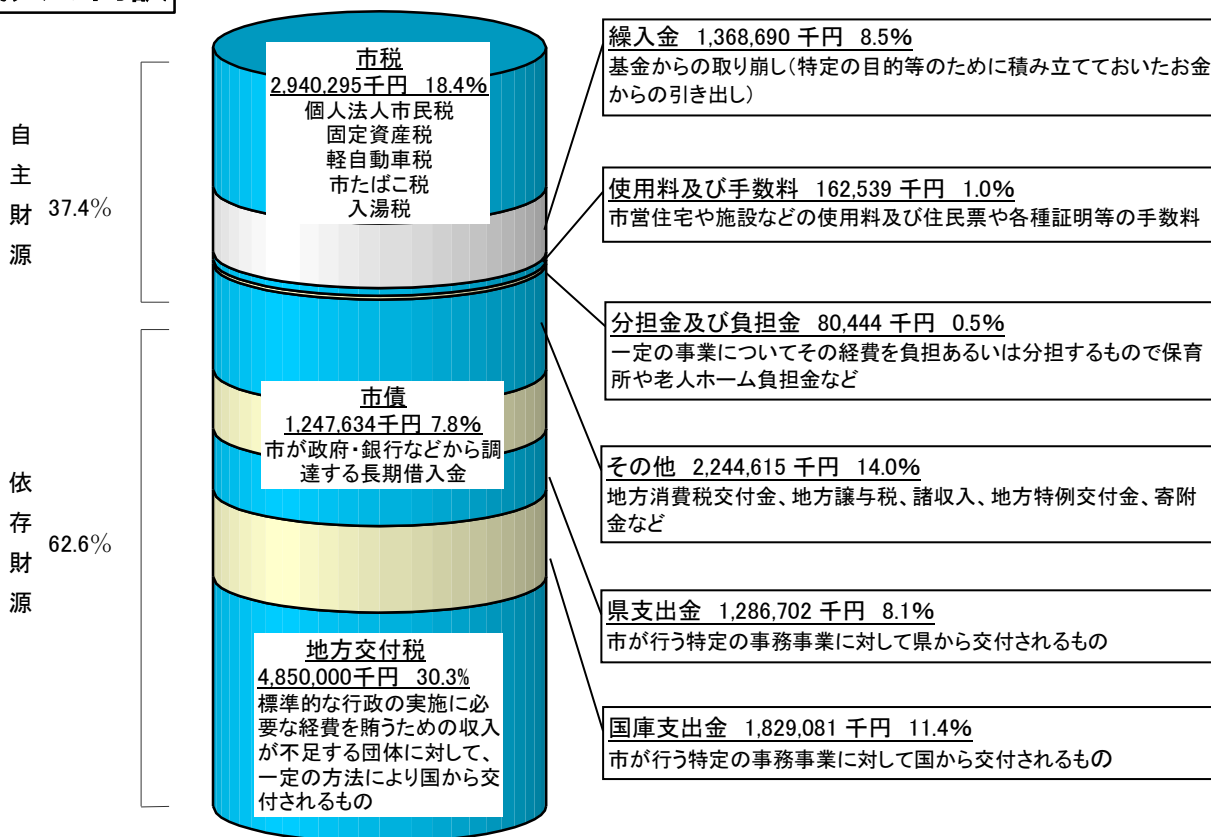 自主財源 37.4%
市税
2,940,295千円 18.4%
個人法人市民税
固定資産税
軽自動車税
市たばこ税
入湯税
繰入金 1,368,690 千円 8.5%
基金からの取り崩し(特定の目的等のために積み立てておいたお金
からの引き出し)
使用料及び手数料 162,539 千円 1.0%
市営住宅や施設などの使用料及び住民票や各種証明等の手数料
分担金及び負担金 80,444 千円 0.5%
一定の事業についてその経費を負担あるいは分担するもので保育
所や老人ホーム負担金など
その他 2,244,615 千円 14.0%
地方消費税交付金、地方譲与税、諸収入、地方特例交付金、寄附
金など
依存財源 62.6%
市債
1,247,634千円 7.8%
市が政府・銀行などから調
達する長期借入金
県支出金 1,286,702 千円 8.1%
市が行う特定の事務事業に対して県から交付されるもの
国庫支出金 1,829,081 千円 11.4%
市が行う特定の事務事業に対して国から交付されるもの
地方交付税
4,850,000千円 30.3%
標準的な行政の実施に必
要な経費を賄うための収入
が不足する団体に対して、
一定の方法により国から交
付されるもの